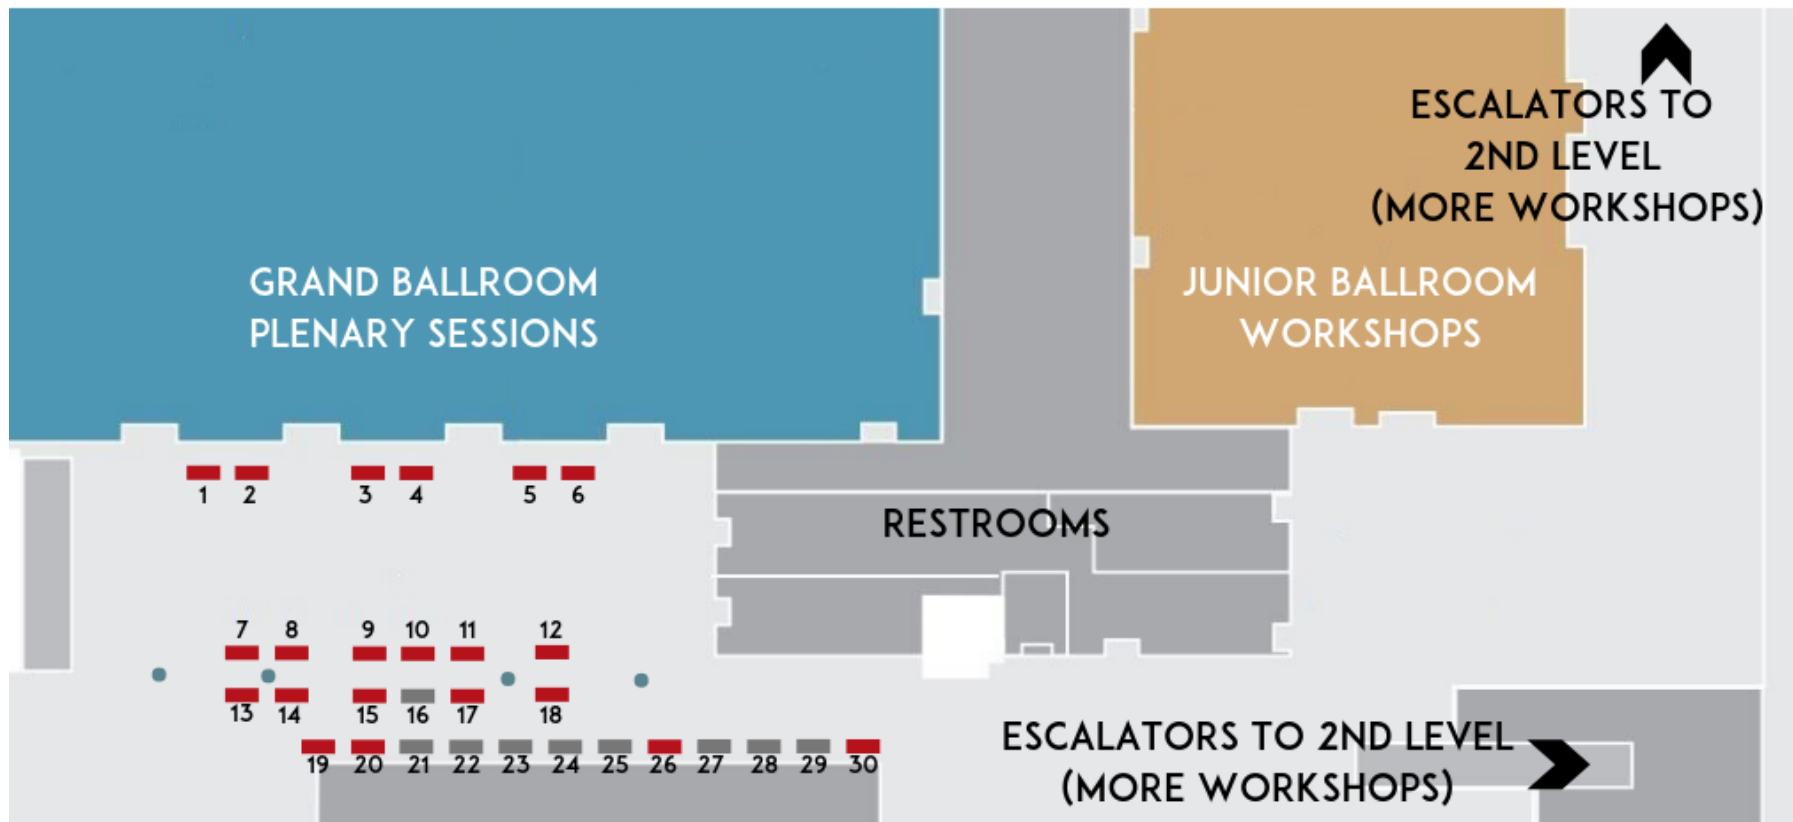 ESCALATORS TO
2ND LEVEL
(MORE WORKSHOPS)
GRAND BALLROOM
PLENARY SESSIONS
JUNIOR BALLROOM
WORKSHOPS
1 2 3 4 5 6
RESTROOMS
7 8 9 10 11 12
13 14 15 16 17 18
19 20 21 22 23 24 25 26 27 28 29 30
ESCALATORS TO 2ND LEVEL
(MORE WORKSHOPS)